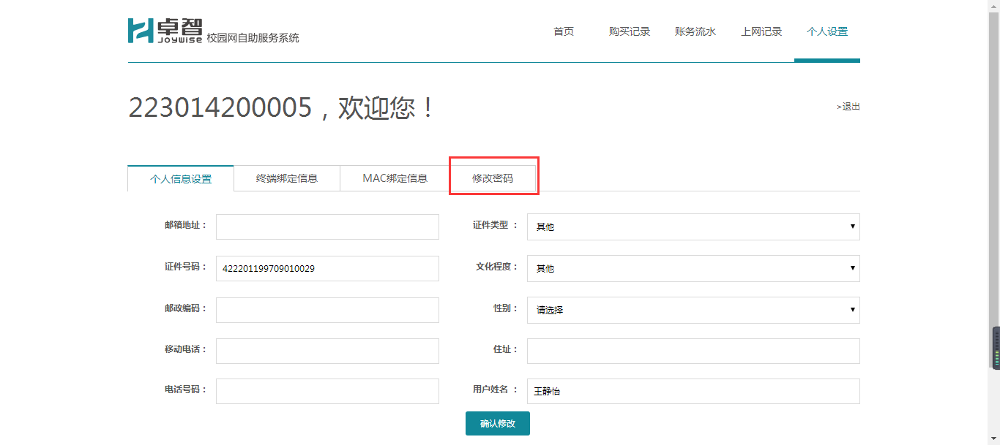 卓智
JOYWISE 校园网自助服务系统
首页 购买记录 账务流水 上网记录 个人设置
223014200005，欢迎您！
>退出
个人信息设置 终端绑定信息 MAC绑定信息 修改密码
邮箱地址： 证件类型 ： 其他
证件号码： 422201199709010029 文化程度： 其他
邮政编码： 性别： 请选择
移动电话： 住址：
电话号码： 用户姓名 ： 王静怡
确认修改